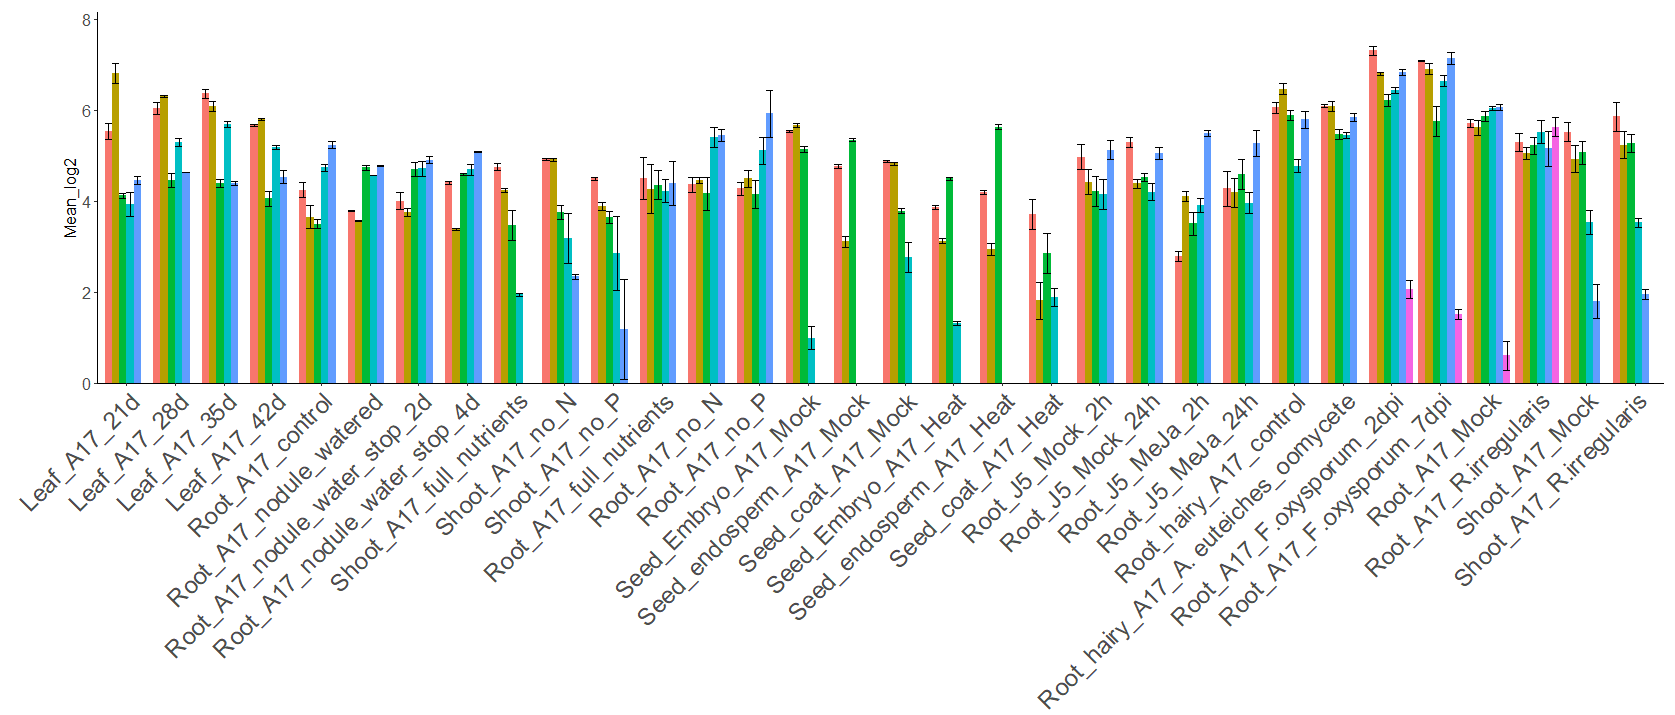 Mean_log2
8
6
4
2
0
Leaf_A17_21d
Leaf_A17_28d
Leaf_A17_35d
Leaf_A17_42d
Root_A17_control
Root_A17_nodule_watered
Root_A17_nodule_water_stop_2d
Root_A17_nodule_water_stop_4d
Shoot_A17_full_nutrients
Shoot_A17_no_N
Shoot_A17_no_P
Root_A17_full_nutrients
Root_A17_no_N
Root_A17_no_P
Seed_Embryo_A17_Mock
Seed_endosperm_A17_Mock
Seed_coat_A17_Mock
Seed_Embryo_A17_Heat
Seed_endosperm_A17_Heat
Seed_coat_A17_Heat
Root_J5_Mock_2h
Root_J5_Mock_24h
Root_J5_MeJa_2h
Root_J5_MeJa_24h
Root_hairy_A17_control
Root_hairy_A17_A. euteiches_oomycete
Root_A17_F.oxysporum_2dpi
Root_A17_F.oxysporum_7dpi
Root_A17_Mock
Root_A17_R.irregularis
Shoot_A17_Mock
Shoot_A17_R.irregularis